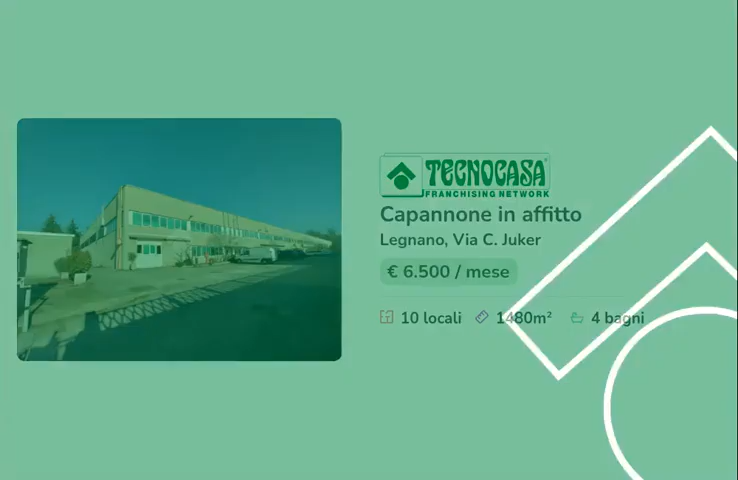 TECNOCASA
FRANCHISING NETWORK
Capannone in affitto
Legnano, Via C. Juker
€ 6.500 / mese
10 locali 1480m² 4 bagni